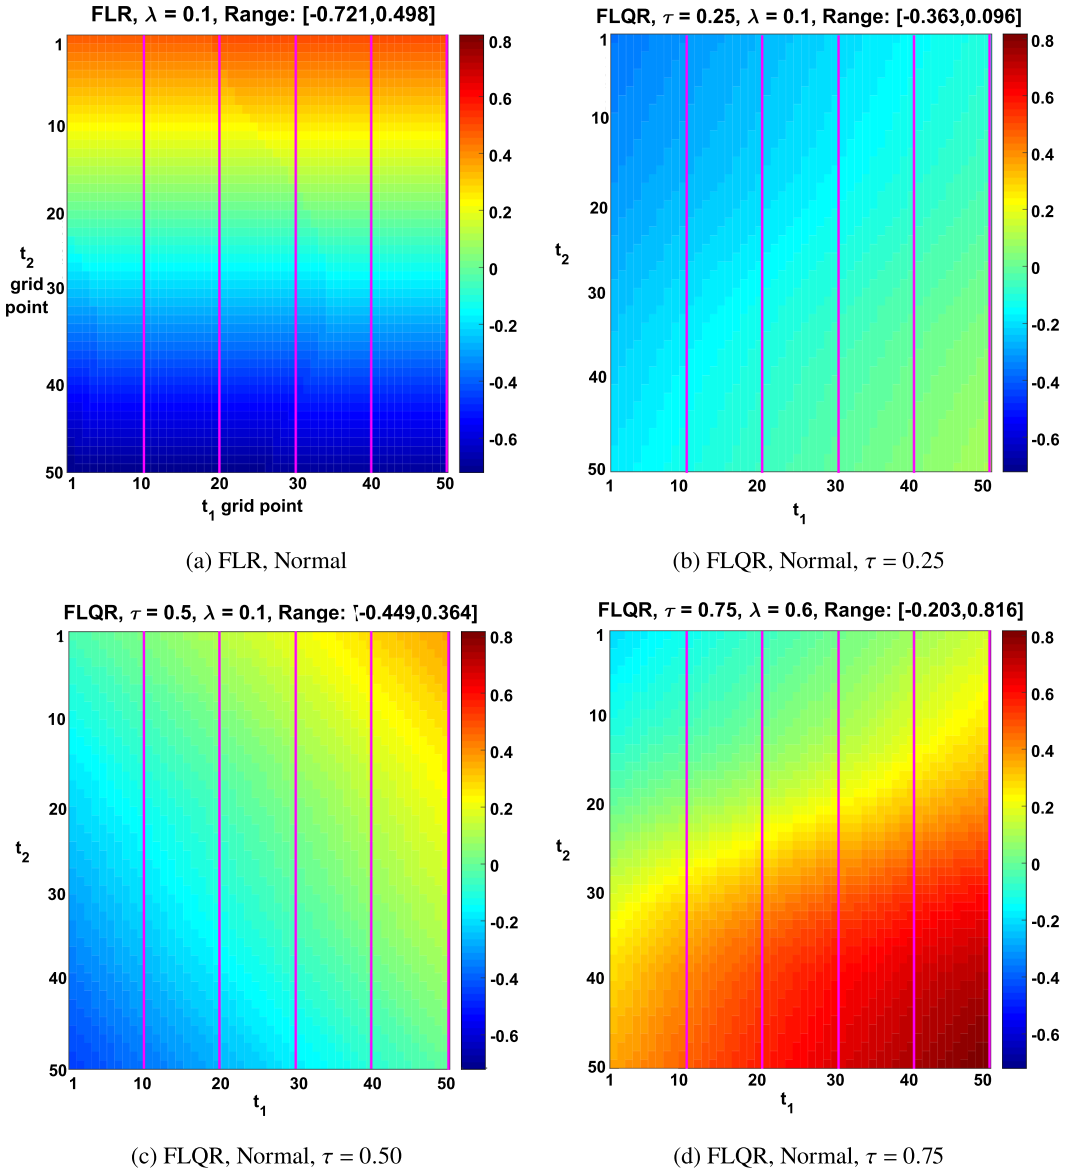 FLR, λ = 0.1, Range: [-0.721,0.498]
1
10
20
30
40
50
t2
grid
point
1 10 20 30 40 50
t1 grid point
0.8
0.6
0.4
0.2
0
-0.2
-0.4
-0.6
(a) FLR, Normal
FLQR, τ = 0.25, λ = 0.1, Range: [-0.363,0.096]
1
10
20
30
40
50
t2
1 10 20 30 40 50
t1
0.8
0.6
0.4
0.2
0
-0.2
-0.4
-0.6
(b) FLQR, Normal, τ = 0.25
FLQR, τ = 0.5, λ = 0.1, Range: [-0.449,0.364]
1
10
20
30
40
50
t2
1 10 20 30 40 50
t1
0.8
0.6
0.4
0.2
0
-0.2
-0.4
-0.6
(c) FLQR, Normal, τ = 0.50
FLQR, τ = 0.75, λ = 0.6, Range: [-0.203,0.816]
1
10
20
30
40
50
t2
1 10 20 30 40 50
t1
0.8
0.6
0.4
0.2
0
-0.2
-0.4
-0.6
(d) FLQR, Normal, τ = 0.75